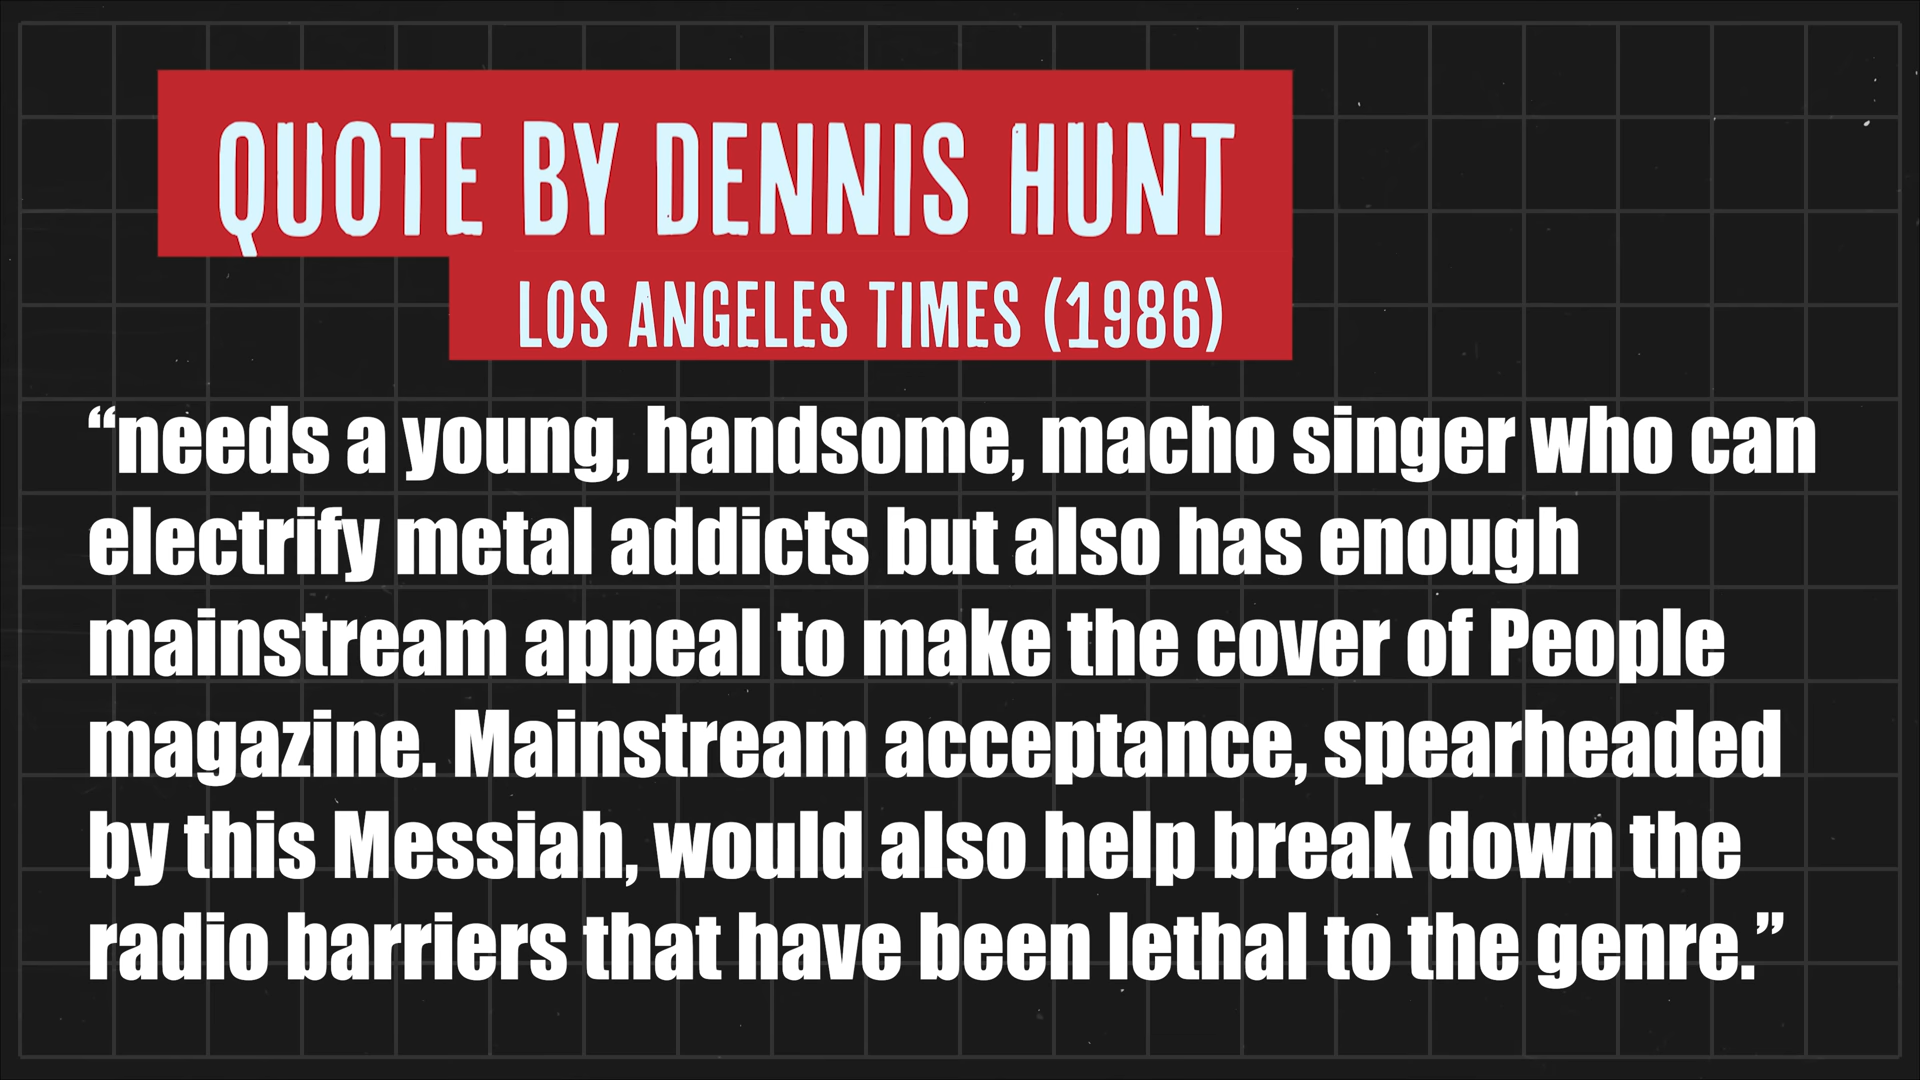 QUOTE BY DENNIS HUNT
LOS ANGELES TIMES (1986)
“needs a young, handsome, macho singer who can
electrify metal addicts but also has enough
mainstream appeal to make the cover of People
magazine. Mainstream acceptance, spearheaded
by this Messiah, would also help break down the
radio barriers that have been lethal to the genre.”